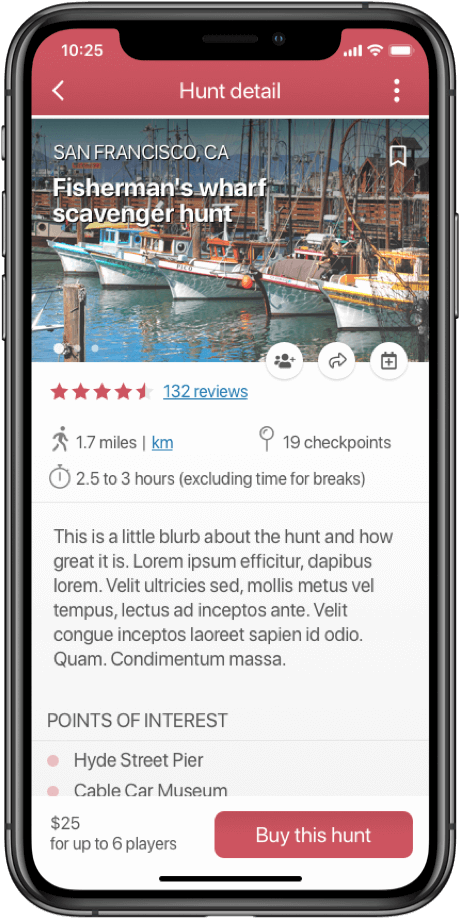 10:25
Hunt detail
SAN FRANCISCO, CA
Fisherman's wharf
scavenger hunt
132 reviews
1.7 miles | km
19 checkpoints
2.5 to 3 hours (excluding time for breaks)
This is a little blurb about the hunt and how
great it is. Lorem ipsum efficitur, dapibus
lorem. Velit ultricies sed, mollis metus vel
tempus, lectus ad inceptos ante. Velit
congue inceptos laoreet sapien id odio.
Quam. Condimentum massa.
POINTS OF INTEREST
Hyde Street Pier
Cable Car Museum
$25
for up to 6 players
Buy this hunt